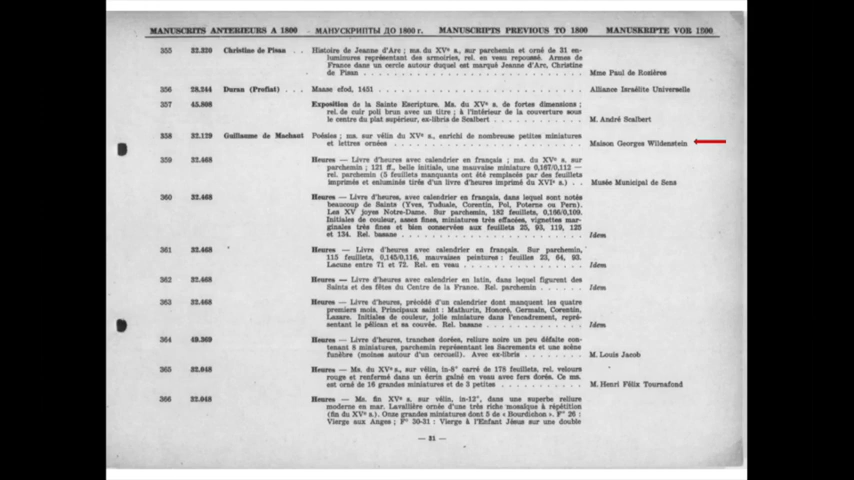 MANUSCRITS ANTERIEURS A 1800 - МАНУСКРИПТЫ ДО 1800 г. MANUSCRIPTS PREVIOUS TO 1800 MANUSKRIPTE VOR 1500
355 32.220 Christine de Pisan . . Histoire de Jeanne d'Arc ; ms. du XVe s., sur parchemin et orné de 31 en-
luminures représentant des armoiries, rel. en veau repoussé. Armes de
France dans un cercle autour duquel est marqué Jeanne d'Arc, Christine
de Pisan . . . Mme Paul de Rozières
356 28.244 Duran (Prefiat) . . . Maase efod, 1451 . . . Alliance Israélite Universelle
357 45.808 Exposition de la Sainte Escripture. Ms. du XVe s. de fortes dimensions ;
rel. de cuir poli brun avec un titre ; à l'intérieur de la couverture sous
le centre du plat supérieur, ex-libris de Scalbert . . . M. André Scalbert
358 32.129 Guillaume de Machaut Poésies ; ms. sur vélin du XVe s., enrichi de nombreuse petites miniatures
et lettres ornées . . . Maison Georges Wildenstein
359 32.468 Heures — Livre d'heures avec calendrier en français ; ms. du XVe s. sur
parchemin ; 121 ff., belle initiale, une mauvaise miniature 0,167/0,112 —
rel. parchemin (5 feuillets manquants ont été remplacés par des feuilles
imprimés et enluminés tirés d'un livre d'heures imprimé du XVIe s.) . . Musée Municipal de Sens
360 32.468 Heures — Livre d'heures, avec calendrier en français, dans lequel sont notés
beaucoup de Saints (Yves, Tuduale, Corentin, Pol, Poterne ou Pern).
Les XV joyes Notre-Dame. Sur parchemin, 182 feuillets, 0,166/0,109.
Initiales de couleur, asses fines, miniatures très effacées, vignettes mar-
ginales très fines et bien conservées aux feuillets 25, 93, 119, 125
et 134. Rel. basane . . . Idem
361 32.468 Heures — Livre d'heures avec calendrier en français. Sur parchemin,
115 feuillets, 0,145/0,116, mauvaises peintures : feuilles 23, 64, 93.
Lacune entre 71 et 72. Rel. en veau . . . Idem
362 32.468 Heures — Livre d'heures avec calendrier en latin, dans lequel figurent des
Saints et des fêtes du Centre de la France. Rel. parchemin . . . Idem
363 32.468 Heures — Livre d'heures, précédé d'un calendrier dont manquent les quatre
premiers mois, Principaux saint : Mathurin, Honoré, Germain, Corentin,
Lazare. Initiales de couleur, jolie miniature dans l'encadrement, repré-
sentant le pélican et sa couvée. Rel. basane . . . Idem
364 49.369 Heures — Livre d'heures, tranches dorées, reliure noire un peu défaite con-
tenant 8 miniatures, parchemin représentant les Sacrements et une scène
funèbre (moines autour d'un cercueil). Avec ex-libris . . . M. Louis Jacob
365 32.048 Heures — Ms. du XVe s., sur vélin, in-8° carré de 178 feuillets, rel. velours
rouge et renfermé dans un écrin gainé en veau avec fers dorés. Ce ms.
est orné de 16 grandes miniatures et de 3 petites . . . M. Henri Félix Tournafond
366 32.048 Heures — Ms. fin XVe s. sur vélin, in-12°, dans une superbe reliure
moderne en mar. Lavallière ornée d'une très riche mosaïque à répétition
(fin du XVe s.). Onze grandes miniatures dont 5 de « Bourdichon ». F° 26 :
Vierge aux Anges ; F° 30-31 : Vierge à l'Enfant Jésus sur une double
— 31 —